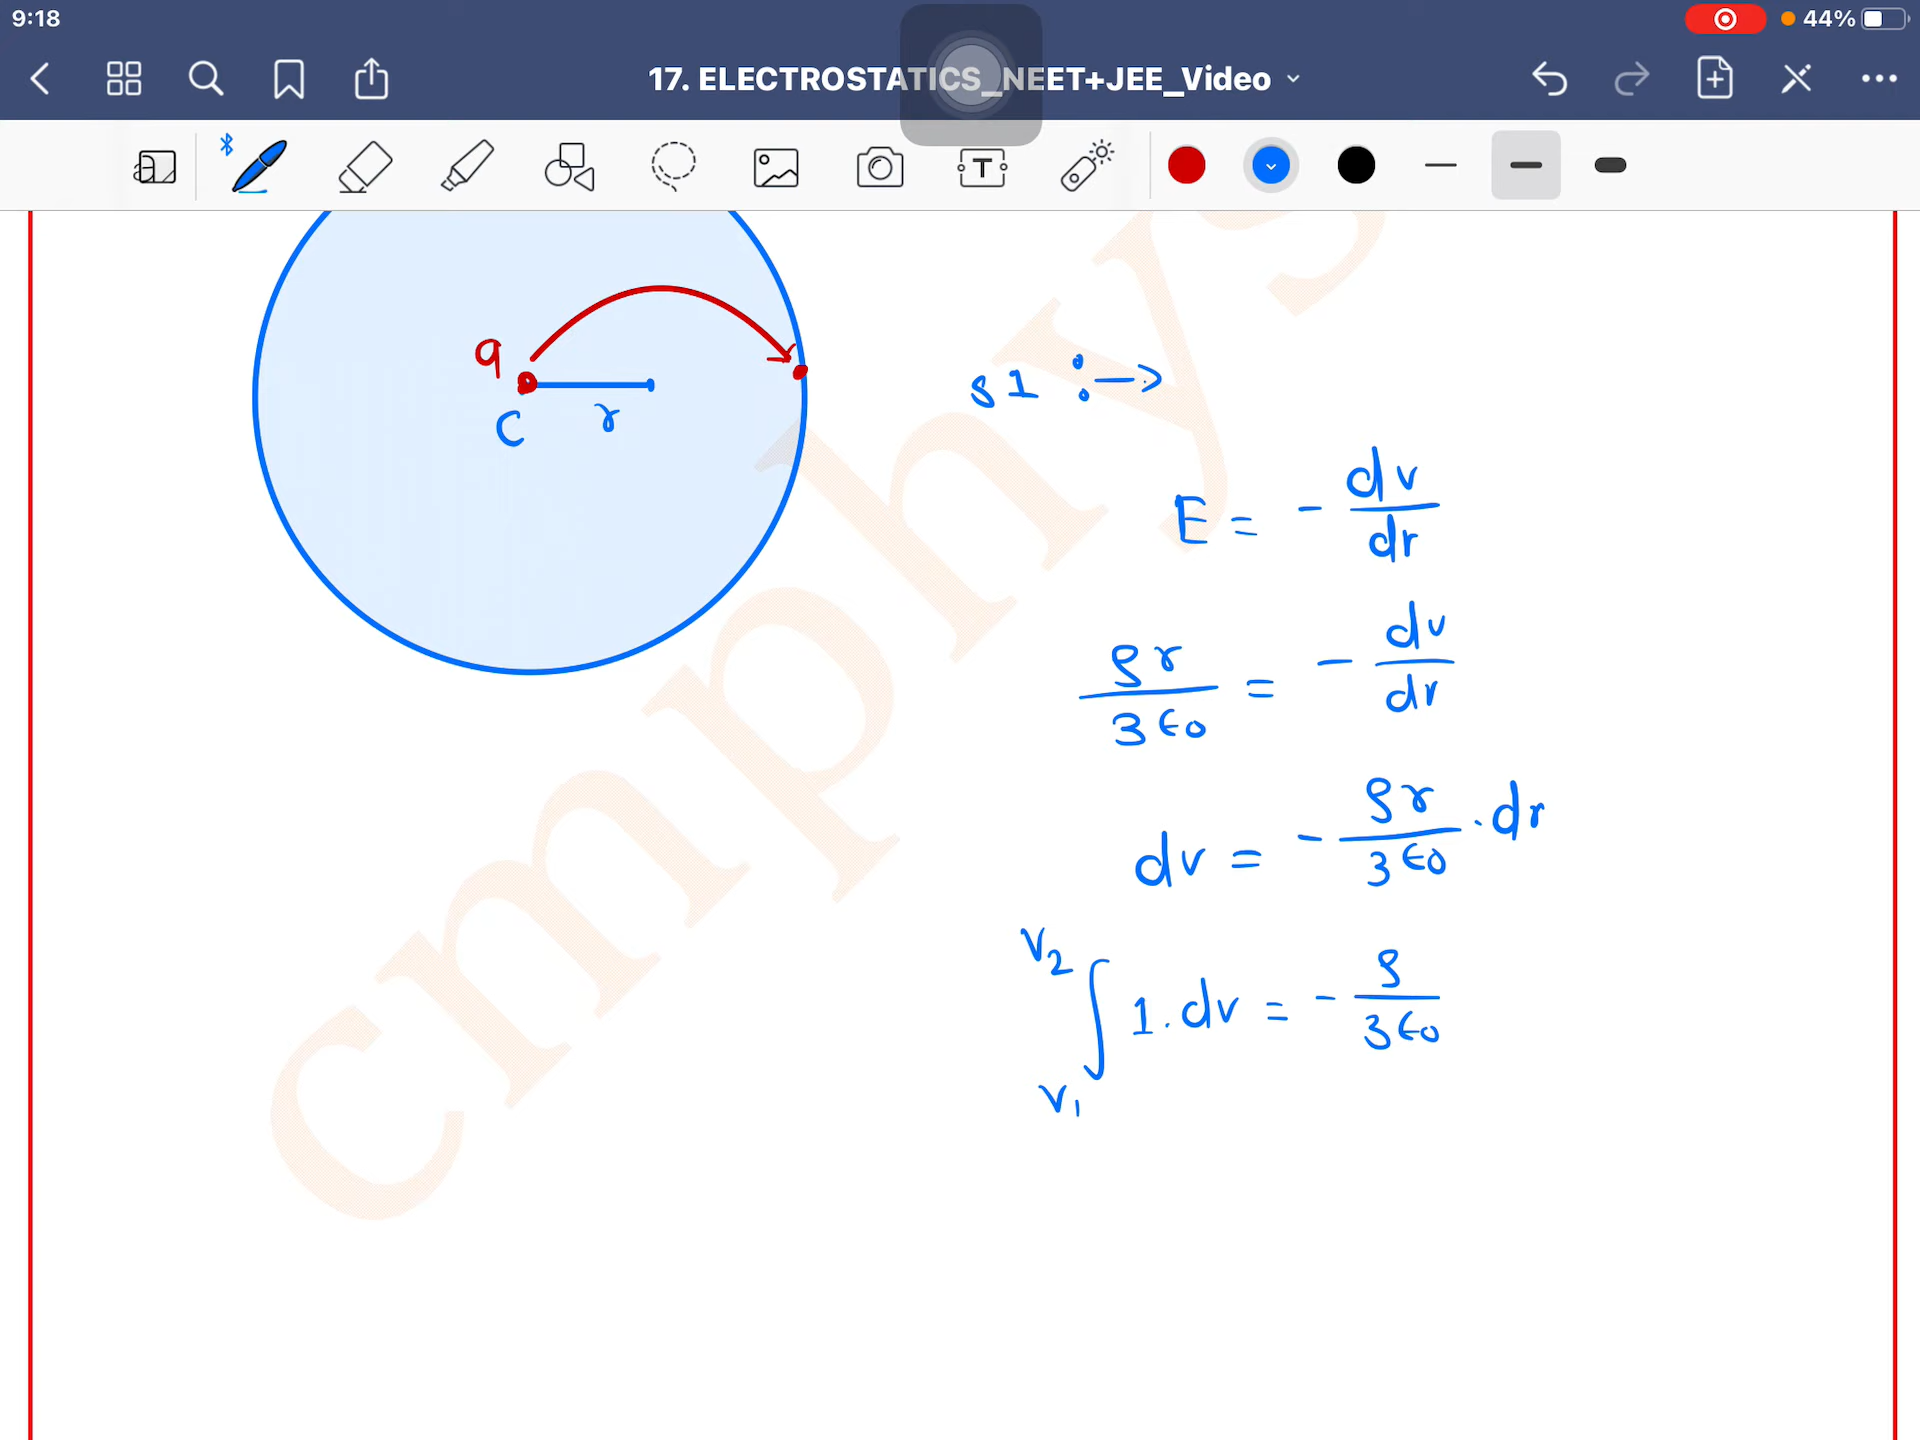 9:18
44%
17. ELECTROSTATICS_NEET+JEE_Video
T
q
C
r
S1 :→
E = - dv/dr
ρr/3ϵ0 = - dv/dr
dv = - ρr/3ϵ0 . dr
∫_{V1}^{V2} 1. dv = - ρ/3ϵ0
cmphys